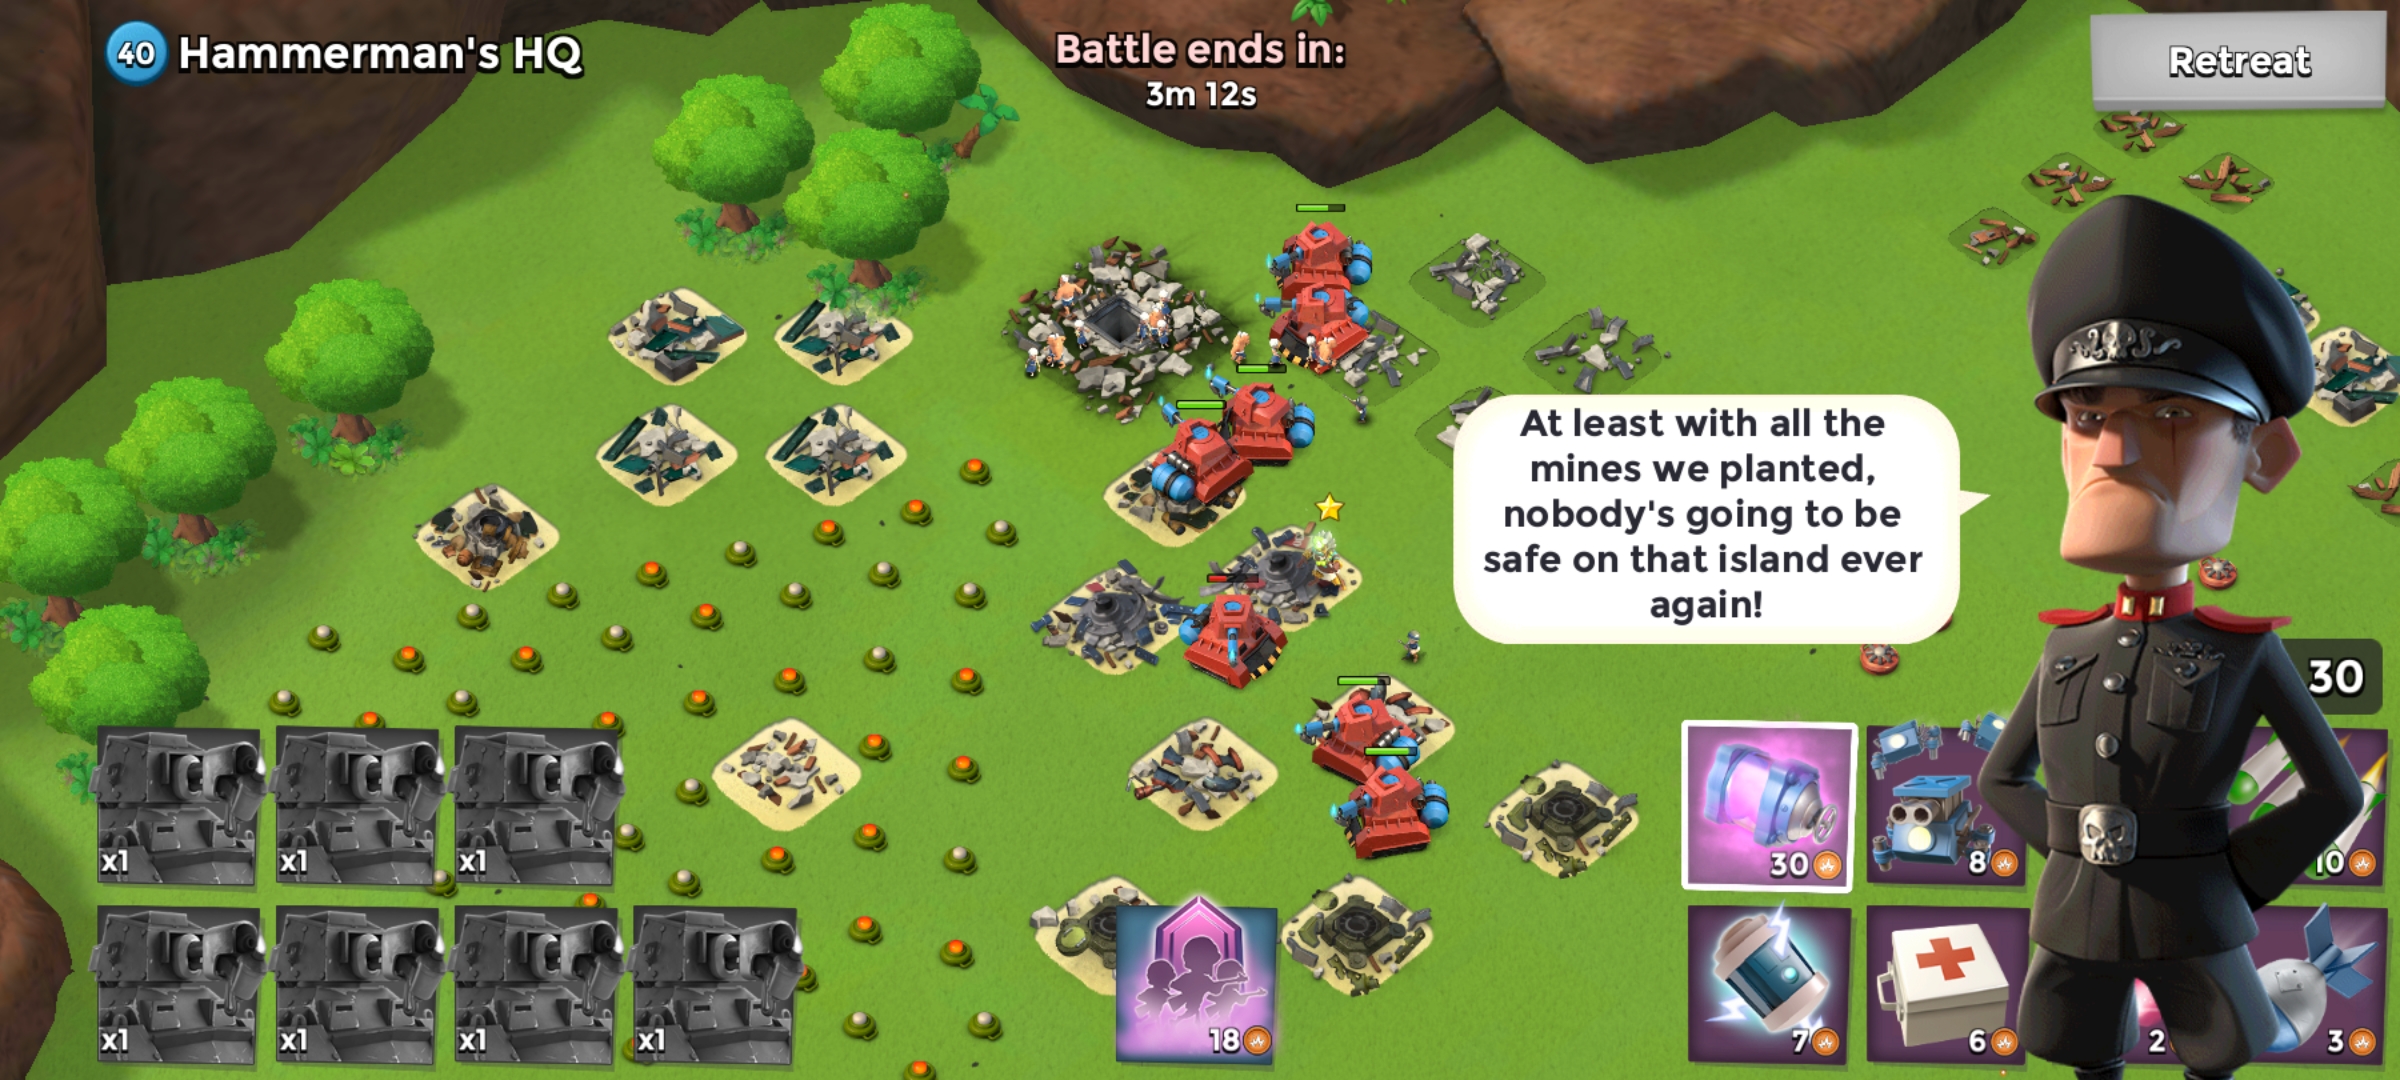 40 Hammerman's HQ
Battle ends in:
3m 12s
Retreat
At least with all the
mines we planted,
nobody's going to be
safe on that island ever
again!
30
x1 x1 x1
30 8 10
x1 x1 x1 x1
18
7 6 2 3